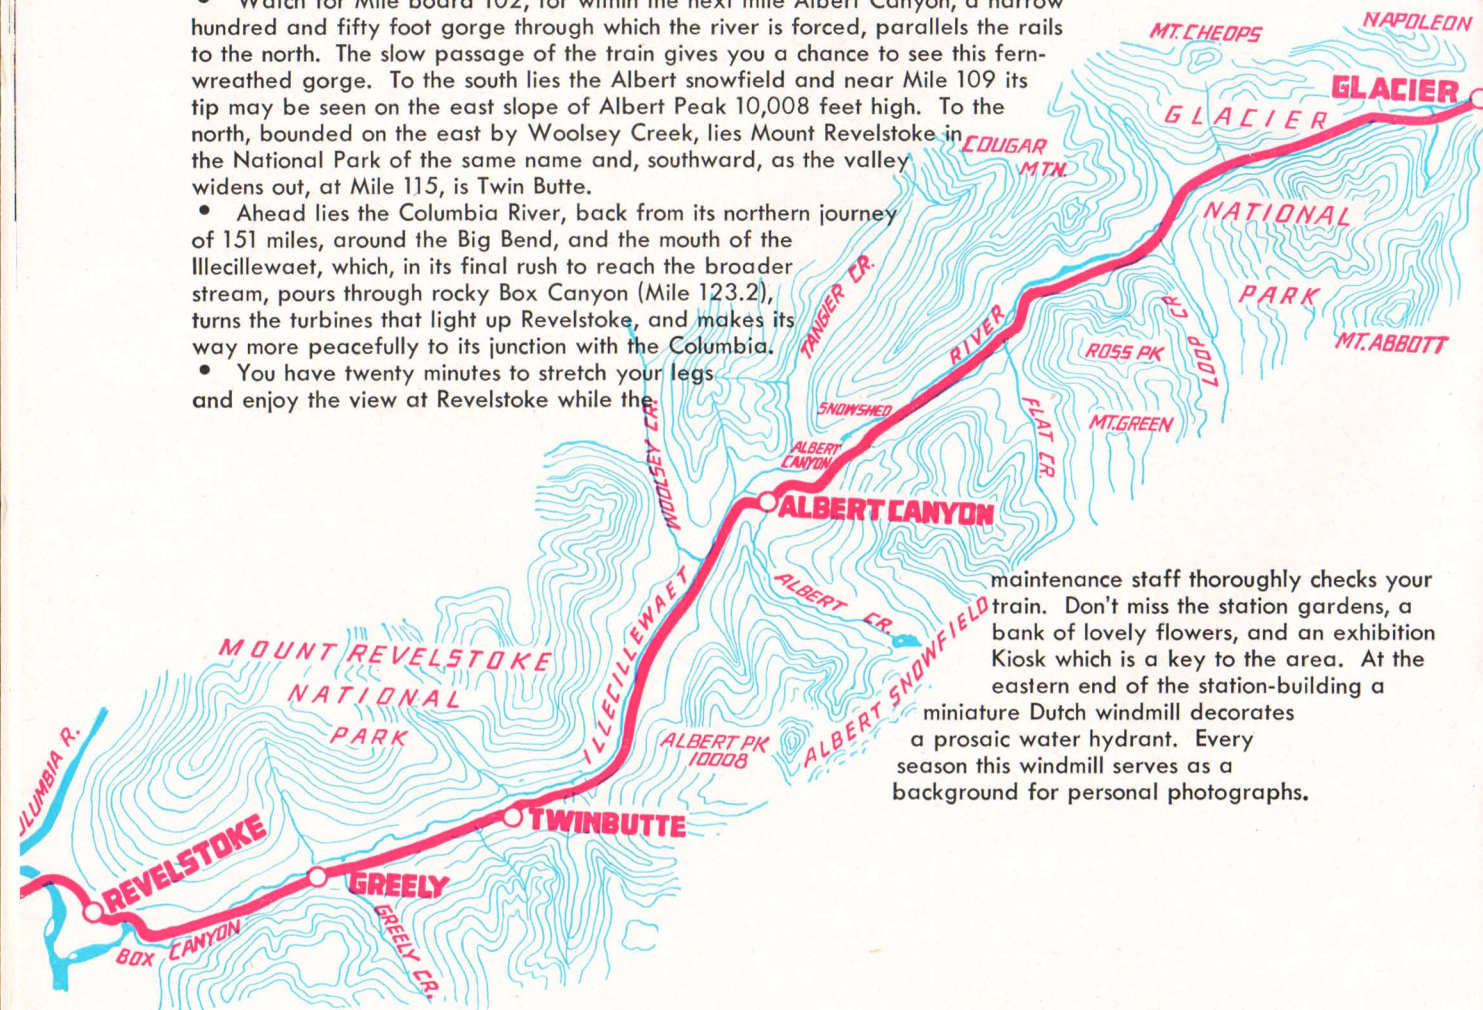 • Watch for Mile board 102, for within the next mile Albert Canyon, a narrow
hundred and fifty foot gorge through which the river is forced, parallels the rails
to the north. The slow passage of the train gives you a chance to see this fern-
wreathed gorge. To the south lies the Albert snowfield and near Mile 109 its
tip may be seen on the east slope of Albert Peak 10,008 feet high. To the
north, bounded on the east by Woolsey Creek, lies Mount Revelstoke in
the National Park of the same name and, southward, as the valley
widens out, at Mile 115, is Twin Butte.
• Ahead lies the Columbia River, back from its northern journey
of 151 miles, around the Big Bend, and the mouth of the
Illecillewaet, which, in its final rush to reach the broader
stream, pours through rocky Box Canyon (Mile 123.2),
turns the turbines that light up Revelstoke, and makes its
way more peacefully to its junction with the Columbia.
• You have twenty minutes to stretch your legs
and enjoy the view at Revelstoke while the
maintenance staff thoroughly checks your
train. Don't miss the station gardens, a
bank of lovely flowers, and an exhibition
Kiosk which is a key to the area. At the
eastern end of the station-building a
miniature Dutch windmill decorates
a prosaic water hydrant. Every
season this windmill serves as a
background for personal photographs.
NAPOLEON
MT. CHEOPS
GLACIER
GLACIER
NATIONAL
PARK
COUGAR
MTN.
MT. ABBOTT
LOOP CR
ROSS PK
MT. GREEN
FLAT CR.
TANGIER CR.
RIVER
SNOWSHED
ALBERT
CANYON
ALBERT CANYON
WOOLSEY CR.
ALBERT CR.
ALBERT SNOWFIELD
ILLECILLEWAET
ALBERT PK
10008
MOUNT REVELSTOKE
NATIONAL
PARK
TWINBUTTE
GREELY
GREELY CR.
REVELSTOKE
BOX CANYON
OLUMBIA R.